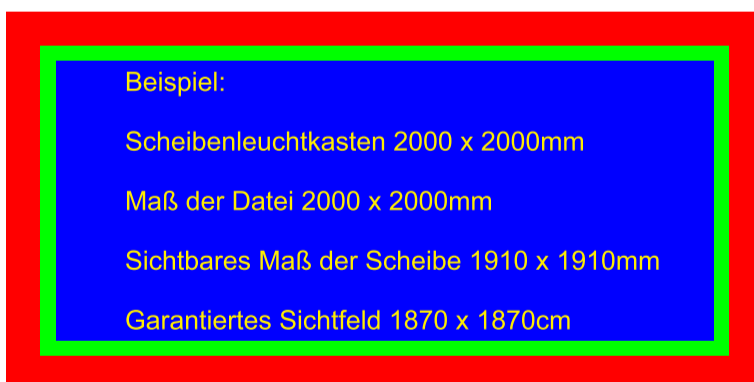 Beispiel:
Scheibenleuchtkasten 2000 x 2000mm
Maß der Datei 2000 x 2000mm
Sichtbares Maß der Scheibe 1910 x 1910mm
Garantiertes Sichtfeld 1870 x 1870cm